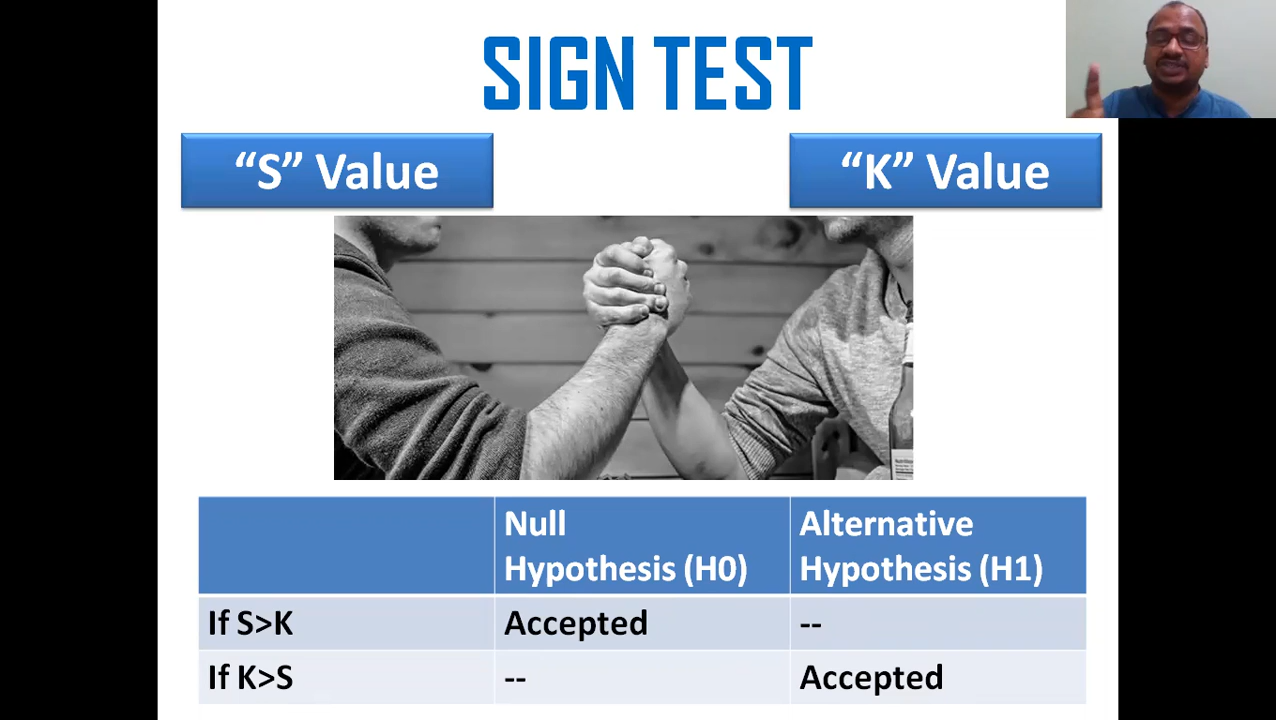 SIGN TEST
“S” Value
“K” Value
Null
Hypothesis (H0)
Alternative
Hypothesis (H1)
If S>K
Accepted
--
If K>S
--
Accepted